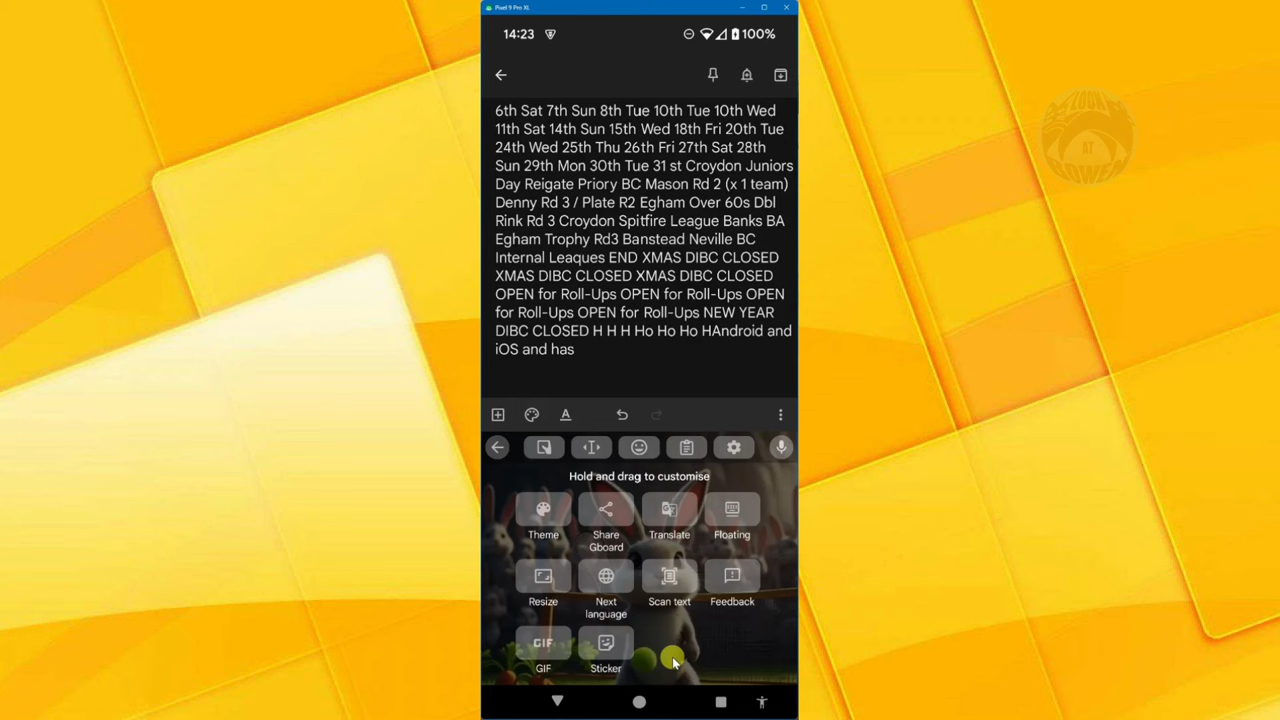 Pixel 9 Pro XL
14:23
100%
6th Sat 7th Sun 8th Tue 10th Tue 10th Wed
11th Sat 14th Sun 15th Wed 18th Fri 20th Tue
24th Wed 25th Thu 26th Fri 27th Sat 28th
Sun 29th Mon 30th Tue 31 st Croydon Juniors
Day Reigate Priory BC Mason Rd 2 (x 1 team)
Denny Rd 3 / Plate R2 Egham Over 60s Dbl
Rink Rd 3 Croydon Spitfire League Banks BA
Egham Trophy Rd3 Banstead Neville BC
Internal Leaques END XMAS DIBC CLOSED
XMAS DIBC CLOSED XMAS DIBC CLOSED
OPEN for Roll-Ups OPEN for Roll-Ups OPEN
for Roll-Ups OPEN for Roll-Ups NEW YEAR
DIBC CLOSED H H H Ho Ho Ho HAndroid and
iOS and has
Hold and drag to customise
Theme
Share
Gboard
Translate
Floating
Resize
Next
language
Scan text
Feedback
GIF
GIF
Sticker
AT